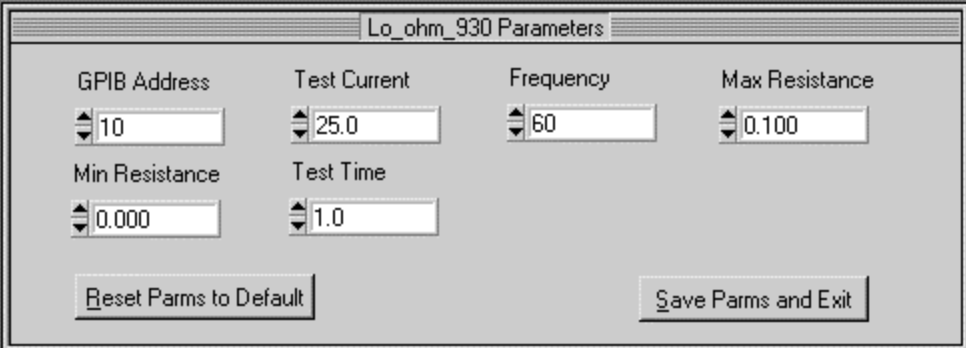 Lo_ohm_930 Parameters
GPIB Address Test Current Frequency Max Resistance
10 25.0 60 0.100
Min Resistance Test Time
0.000 1.0
Reset Parms to Default Save Parms and Exit